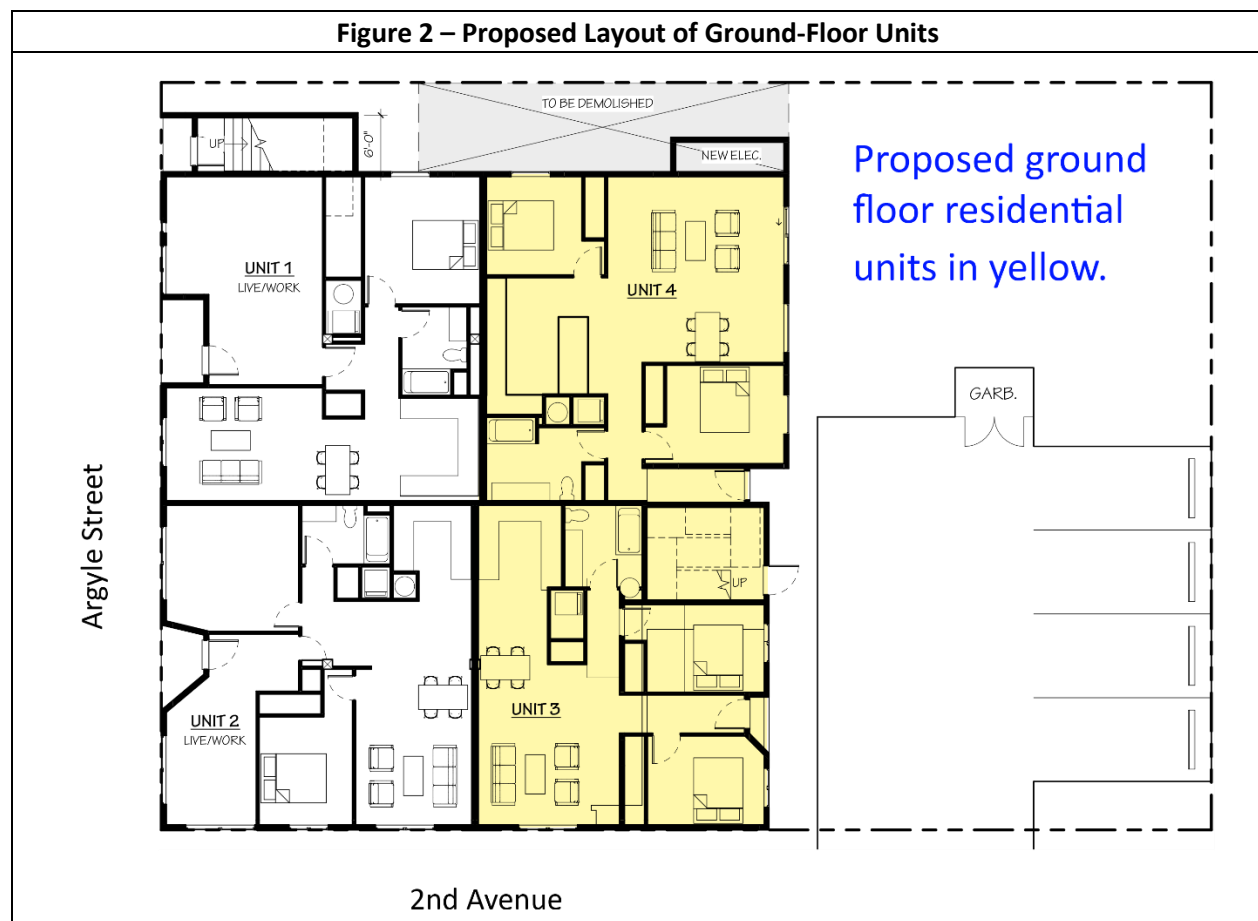 Figure 2 – Proposed Layout of Ground-Floor Units
TO BE DEMOLISHED
UP
6'-0"
NEW ELEC.
Proposed ground
floor residential
units in yellow.
UNIT 1
LIVE/WORK
UNIT 4
GARB.
Argyle Street
UP
UNIT 3
UNIT 2
LIVE/WORK
2nd Avenue